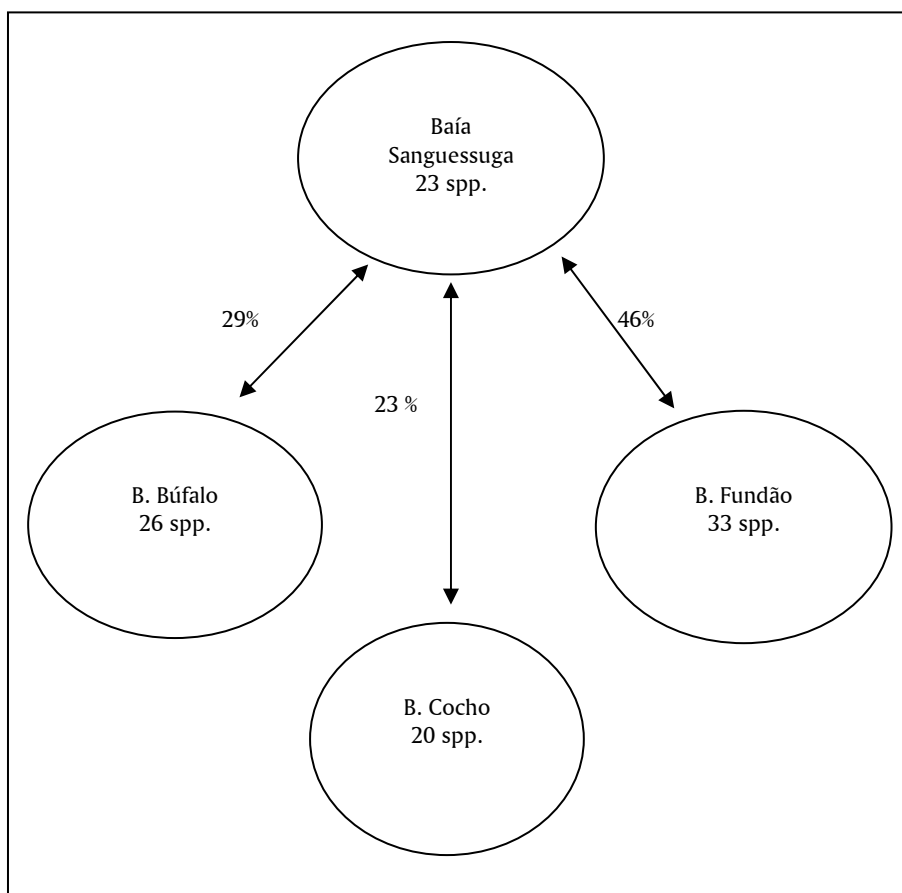 Baía
Sanguessuga
23 spp.
29%
46%
23 %
B. Búfalo
26 spp.
B. Fundão
33 spp.
B. Cocho
20 spp.